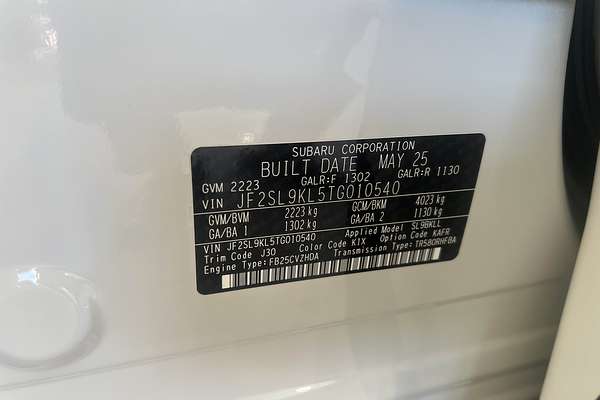 SUBARU CORPORATION
BUILT DATE MAY 25
GVM 2223 GALR:F 1302 GALR:R 1130
VIN JF2SL9KL5TG010540
GVM/BVM 2223 kg GCM/BKM 4023 kg
GA/BA 1 1302 kg GA/BA 2 1130 kg
VIN JF2SL9KL5TG010540 Applied Model SL9BKLL
Trim Code J30 Color Code K1X Option Code KAFR
Engine Type:FB25CVZHDA Transmission Type:TR580RHFBA